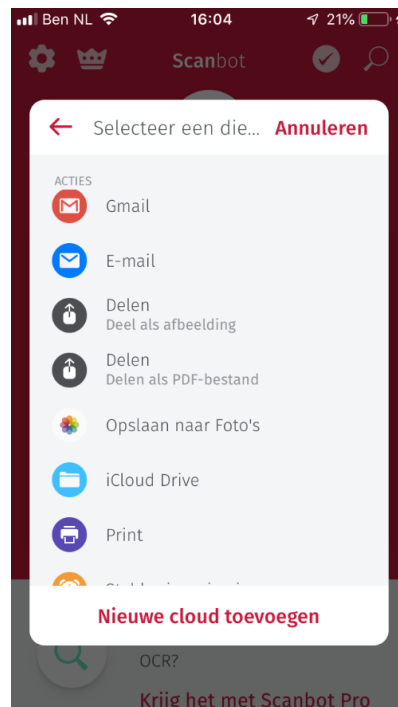 Ben NL 16:04 21%
Scanbot
Selecteer een die... Annuleren
ACTIES
Gmail
E-mail
Delen
Deel als afbeelding
Delen
Delen als PDF-bestand
Opslaan naar Foto's
iCloud Drive
Print
Nieuwe cloud toevoegen
OCR?
Krijg het met Scanbot Pro